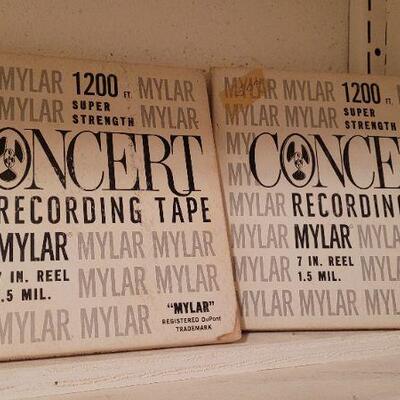 MYLAR 1200 FT. MYLAR
MYLAR SUPER MYLAR
STRENGTH
ONCERT
RECORDING TAPE
MYLAR® MYLAR MYLAR
7 IN. REEL MYLAR MYLAR
.5 MIL.
MYLAR MYLAR "MYLAR"
REGISTERED DuPont
TRADEMARK
MYLAR 1200 FT. MY
MYLAR SUPER
STRENGTH
CONCE
MYLAR RECORDING
MYLAR MYLAR® MYLAR
MYLAR 7 IN. REEL MYLAR
1.5 MIL.
MYLAR MYLAR MYLAR